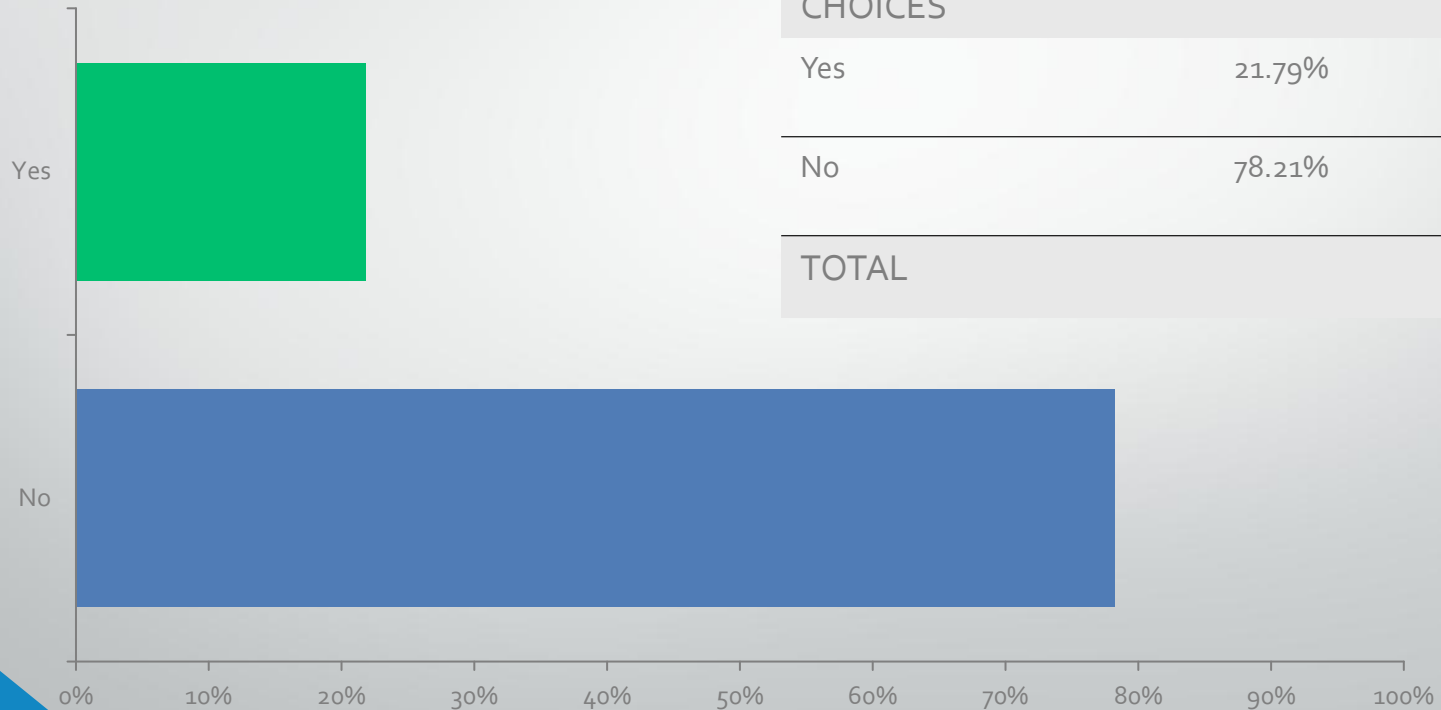 CHOICES
Yes 21.79%
No 78.21%
TOTAL
Yes
No
0% 10% 20% 30% 40% 50% 60% 70% 80% 90% 100%